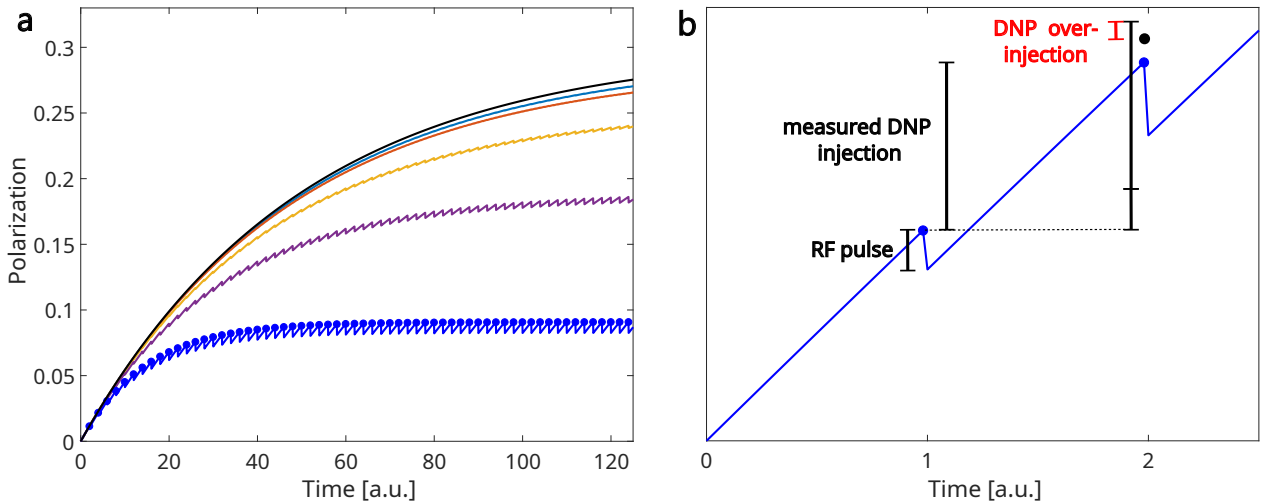 a
0.3
0.25
0.2
0.15
0.1
0.05
0
Polarization
0
20
40
60
80
100
120
Time [a.u.]
b
DNP over-
injection
measured DNP
injection
RF pulse
0
1
2
Time [a.u.]